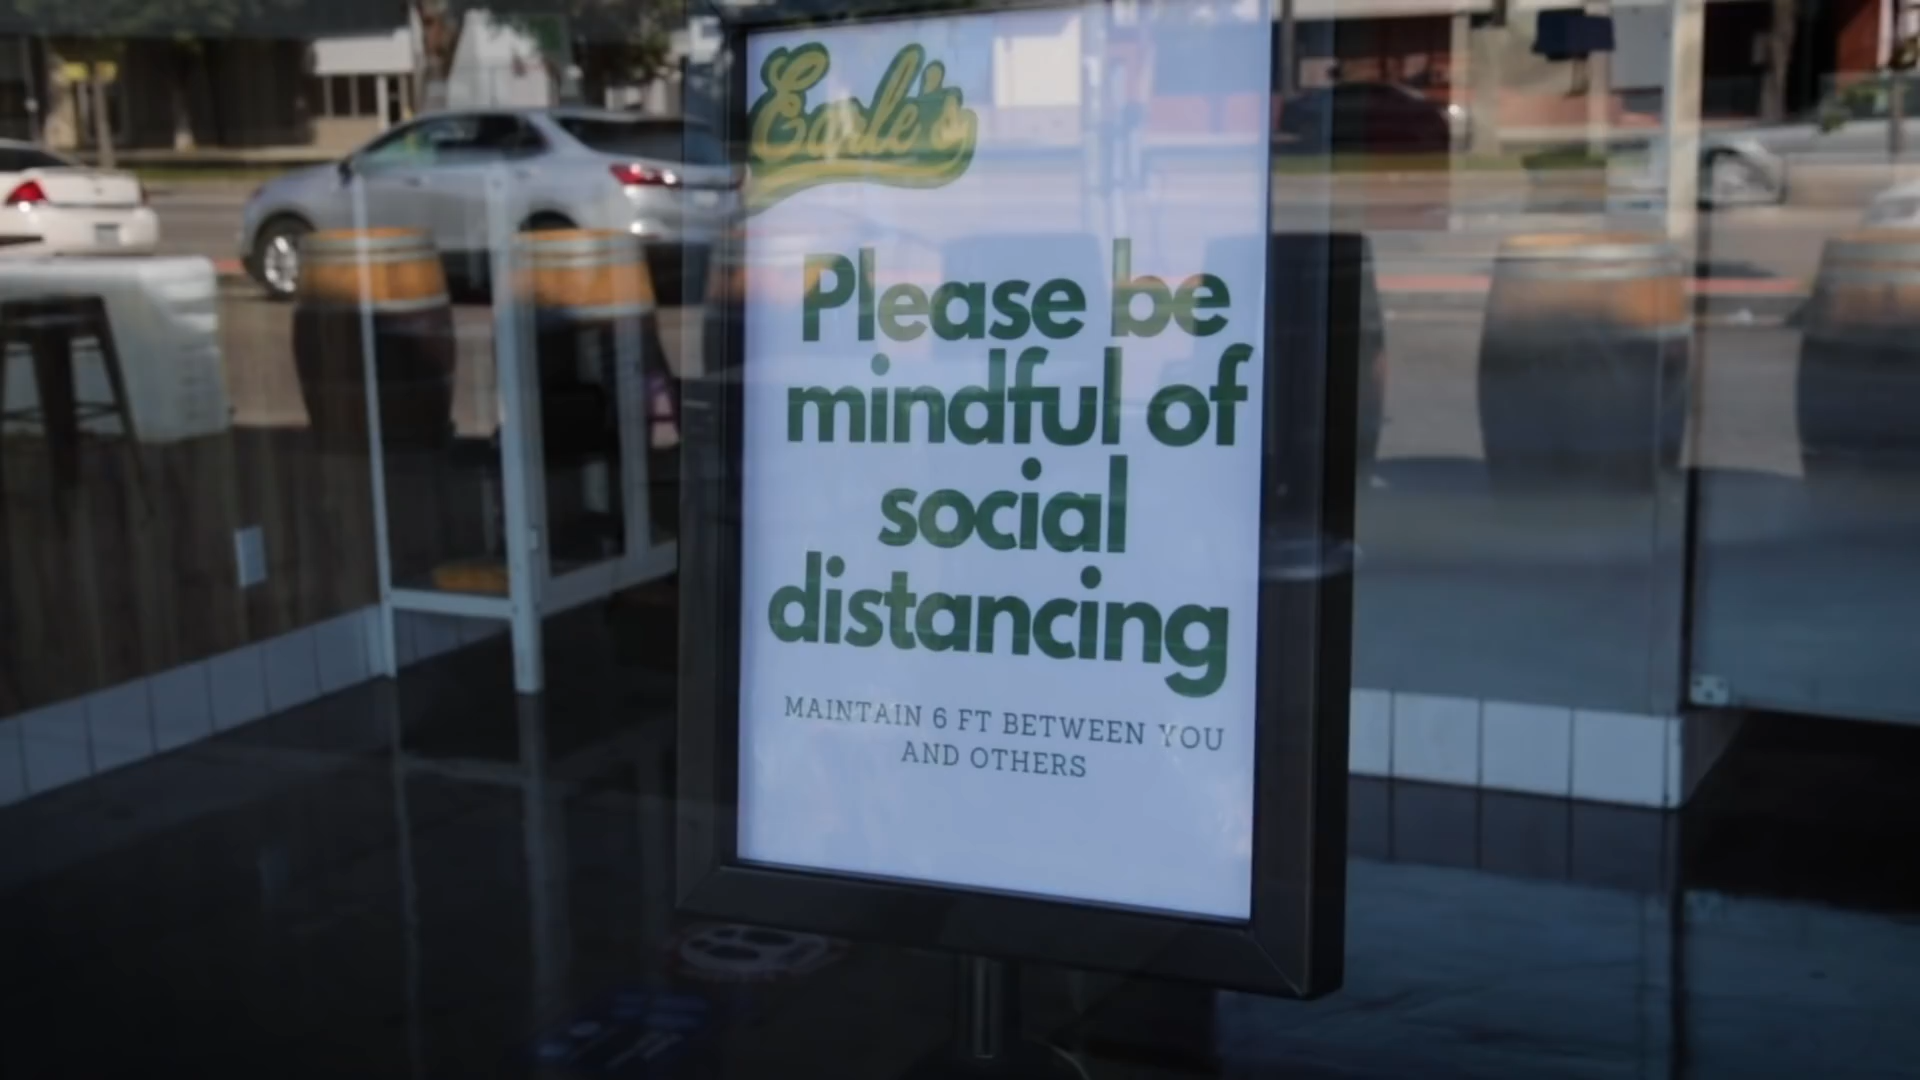 Earle's
Please be
mindful of
social
distancing
MAINTAIN 6 FT BETWEEN YOU
AND OTHERS